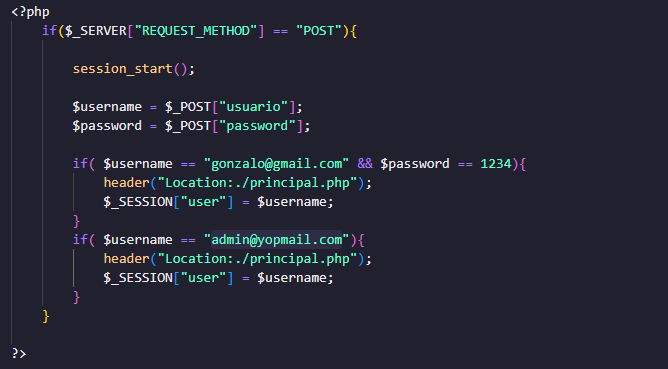 <?php
if($_SERVER["REQUEST_METHOD"] == "POST"){
session_start();
$username = $_POST["usuario"];
$password = $_POST["password"];
if( $username == "gonzalo@gmail.com" && $password == 1234){
header("Location:./principal.php");
$_SESSION["user"] = $username;
}
if( $username == "admin@yopmail.com"){
header("Location:./principal.php");
$_SESSION["user"] = $username;
}
}
?>